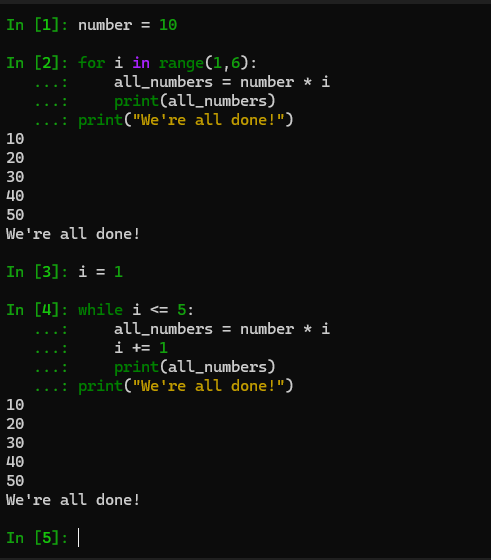 In [1]: number = 10
In [2]: for i in range(1,6):
   ...:     all_numbers = number * i
   ...:     print(all_numbers)
   ...: print("We're all done!")
10
20
30
40
50
We're all done!
In [3]: i = 1
In [4]: while i <= 5:
   ...:     all_numbers = number * i
   ...:     i += 1
   ...:     print(all_numbers)
   ...: print("We're all done!")
10
20
30
40
50
We're all done!
In [5]: